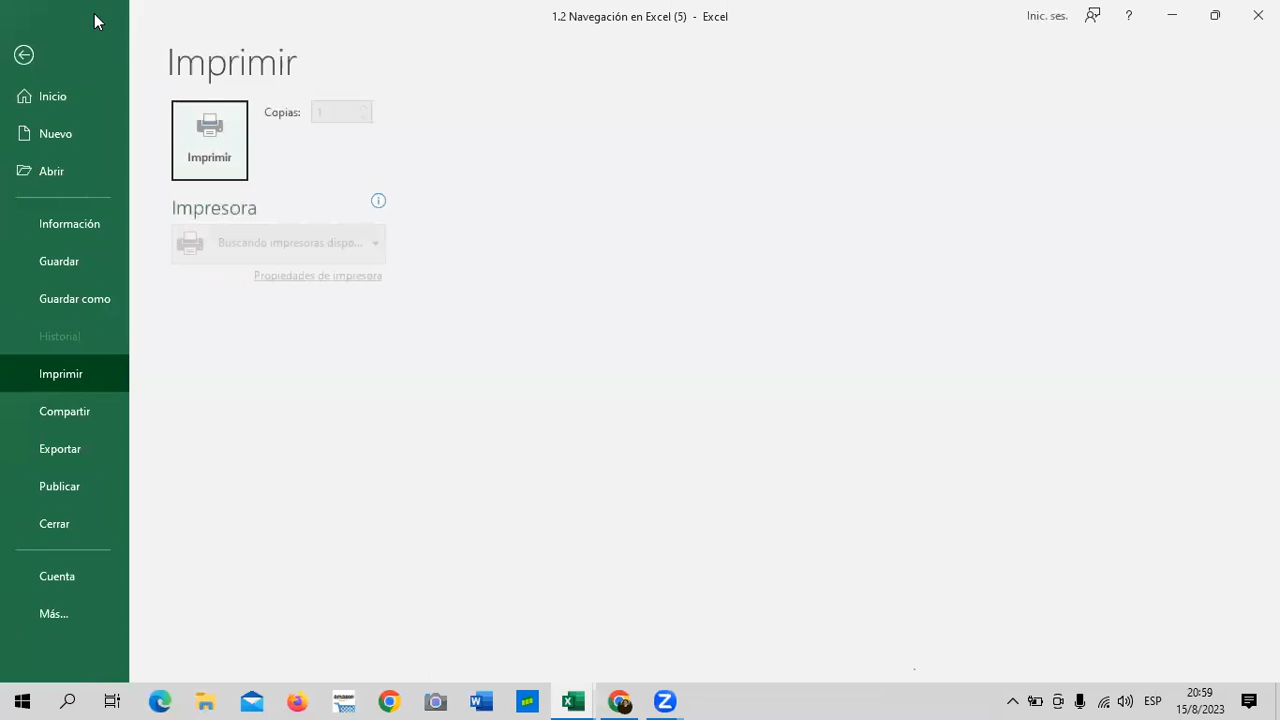 1.2 Navegación en Excel (5) - Excel
Inic. ses.
?
Imprimir
Inicio
Nuevo
Abrir
Información
Guardar
Guardar como
Historial
Imprimir
Compartir
Exportar
Publicar
Cerrar
Cuenta
Más...
Copias: 1
Imprimir
Impresora
Buscando impresoras dispo...
Propiedades de impresora
amazon
ESP
20:59
15/8/2023